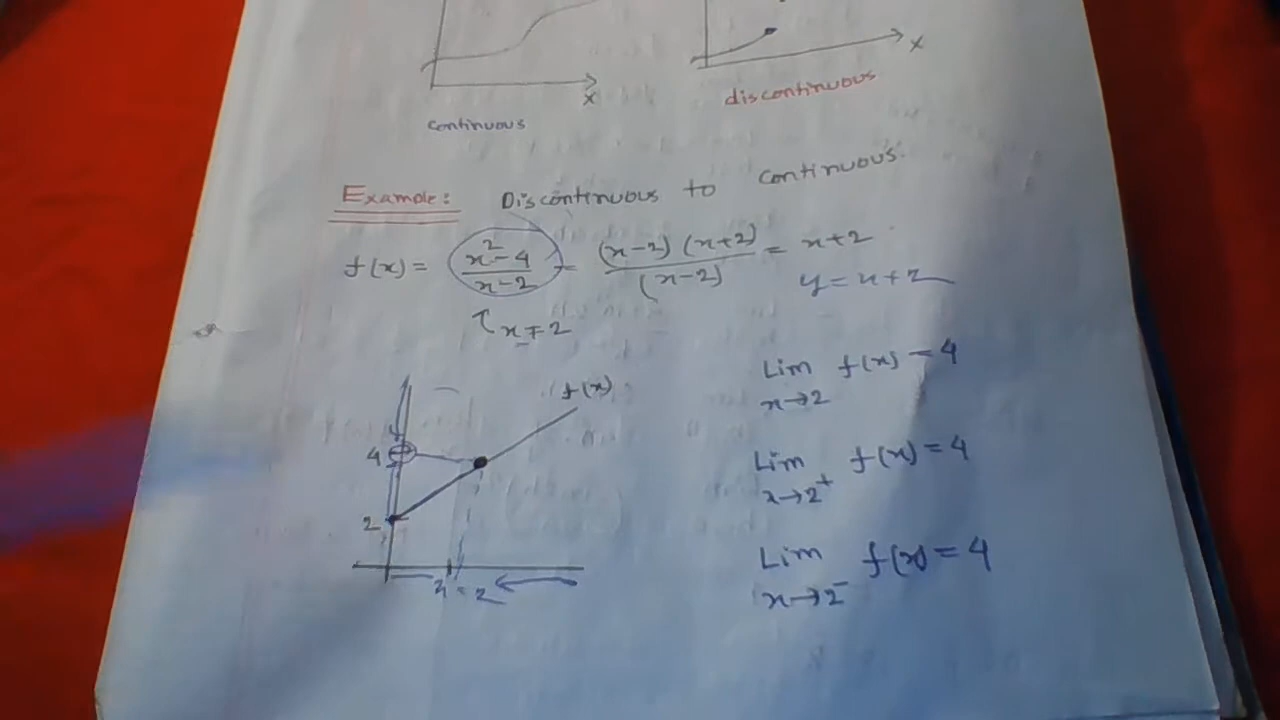 x
x
continuous
discontinuous
Example: Discontinuous to continuous.
f(x) = x²-4 / x-2 = (x-2) (x+2) / (x-2) = x+2
y = x+2
x≠2
Lim x→2 f(x) = 4
f(x)
4
Lim x→2⁺ f(x) = 4
2
Lim x→2⁻ f(x) = 4
x = 2